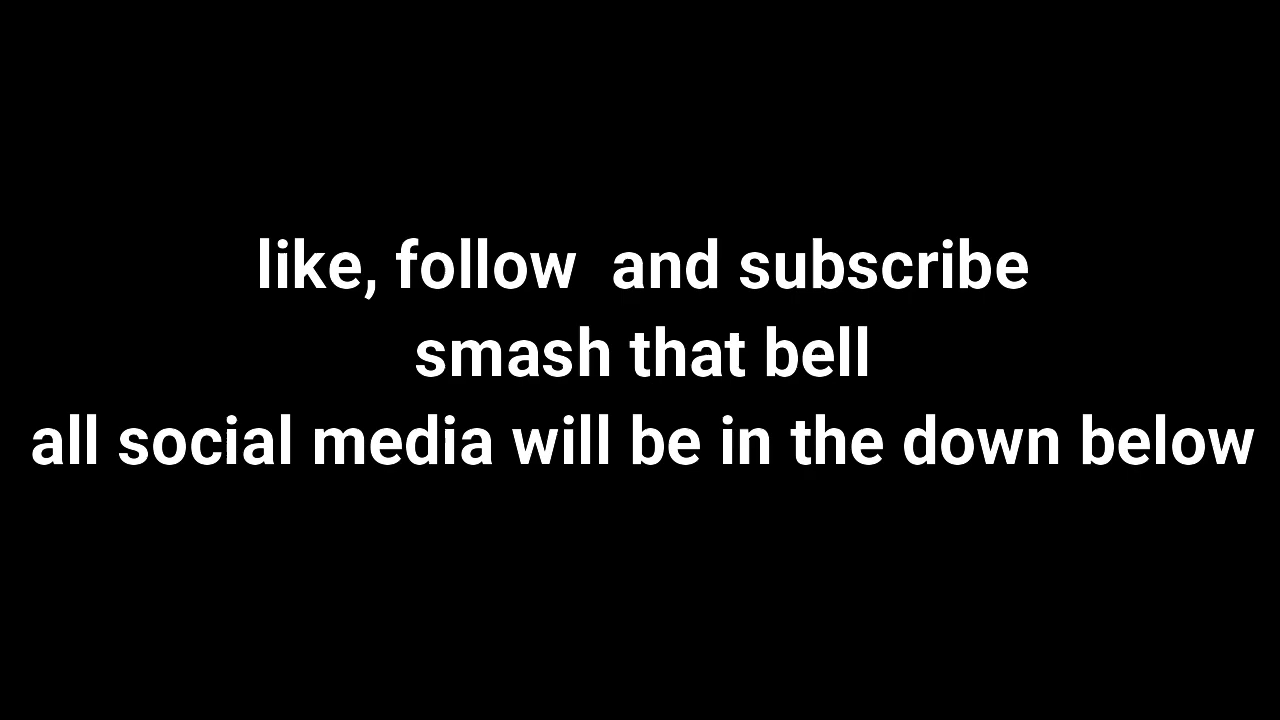 like, follow  and subscribe
smash that bell
all social media will be in the down below